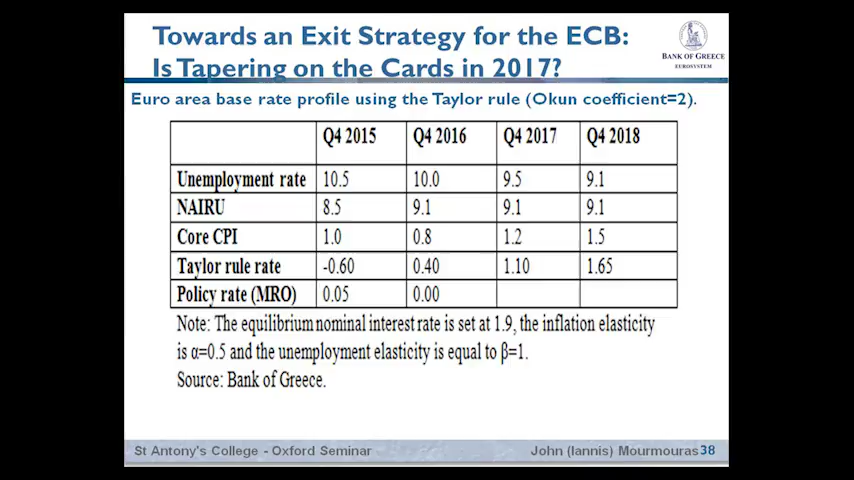 Towards an Exit Strategy for the ECB:
Is Tapering on the Cards in 2017?
BANK OF GREECE
EUROSYSTEM
Euro area base rate profile using the Taylor rule (Okun coefficient=2).
Q4 2015 Q4 2016 Q4 2017 Q4 2018
Unemployment rate 10.5 10.0 9.5 9.1
NAIRU 8.5 9.1 9.1 9.1
Core CPI 1.0 0.8 1.2 1.5
Taylor rule rate -0.60 0.40 1.10 1.65
Policy rate (MRO) 0.05 0.00
Note: The equilibrium nominal interest rate is set at 1.9, the inflation elasticity
is α=0.5 and the unemployment elasticity is equal to β=1.
Source: Bank of Greece.
St Antony's College - Oxford Seminar
John (Iannis) Mourmouras 38